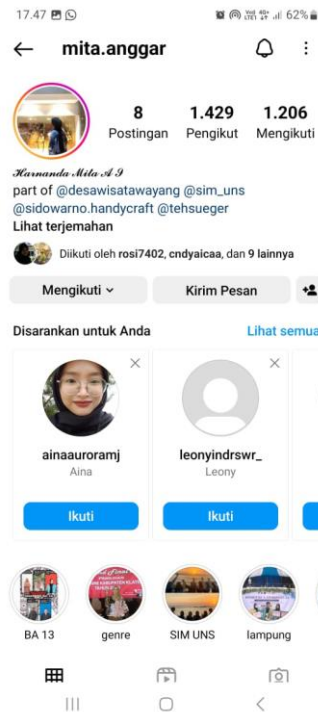 17.47 62%
mita.anggar
8 1.429 1.206
Postingan Pengikut Mengikuti
𝓗𝓪𝓻𝓷𝓪𝓷𝓭𝓪 𝓜𝓲𝓽𝓪 𝓐 𝓖
part of @desawisatawayang @sim_uns
@sidowarno.handycraft @tehsueger
Lihat terjemahan
Diikuti oleh rosi7402, cndyaicaa, dan 9 lainnya
Mengikuti Kirim Pesan
Disarankan untuk Anda Lihat semua
ainaauroramj leonyindrswr_
Aina Leony
Ikuti Ikuti
BA 13 genre SIM UNS lampung